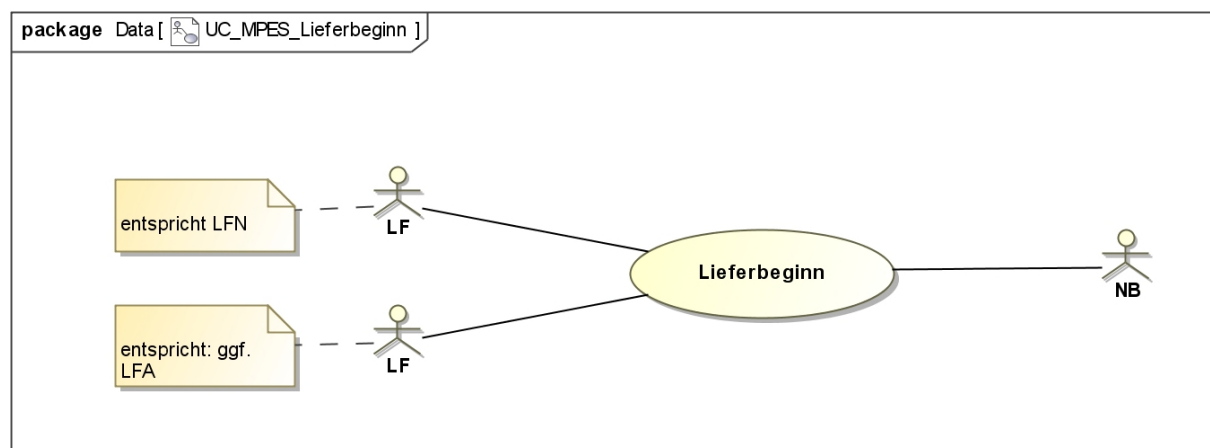 package Data [ UC_MPES_Lieferbeginn ]
entspricht LFN
LF
Lieferbeginn
NB
entspricht: ggf.
LFA
LF